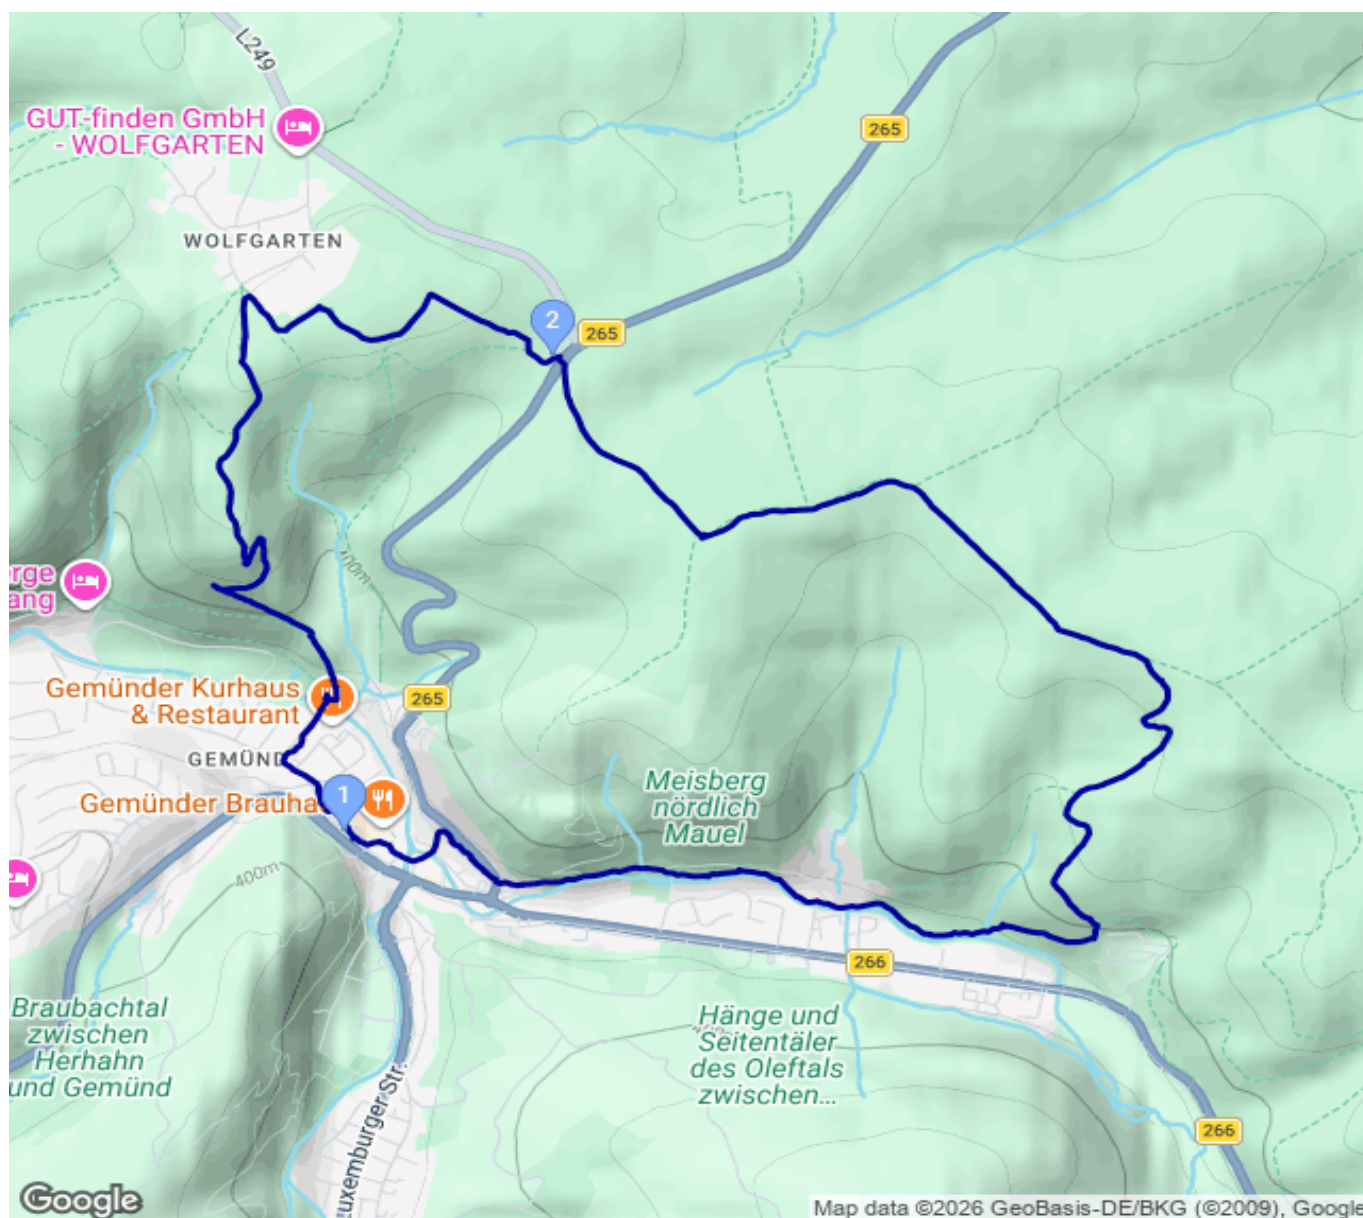 L249
GUT-finden GmbH
- WOLFGARTEN
265
WOLFGARTEN
2
265
400m
rge
ang
Gemünder Kurhaus
& Restaurant
265
GEMÜND
1
Gemünder Brauha
Meisberg
nördlich
Mauel
400m
266
Braubachtal
zwischen
Herhahn
und Gemünd
Hänge und
Seitentäler
des Oleftals
zwischen...
uxemburger Str.
266
Google
Map data ©2026 GeoBasis-DE/BKG (©2009), Google